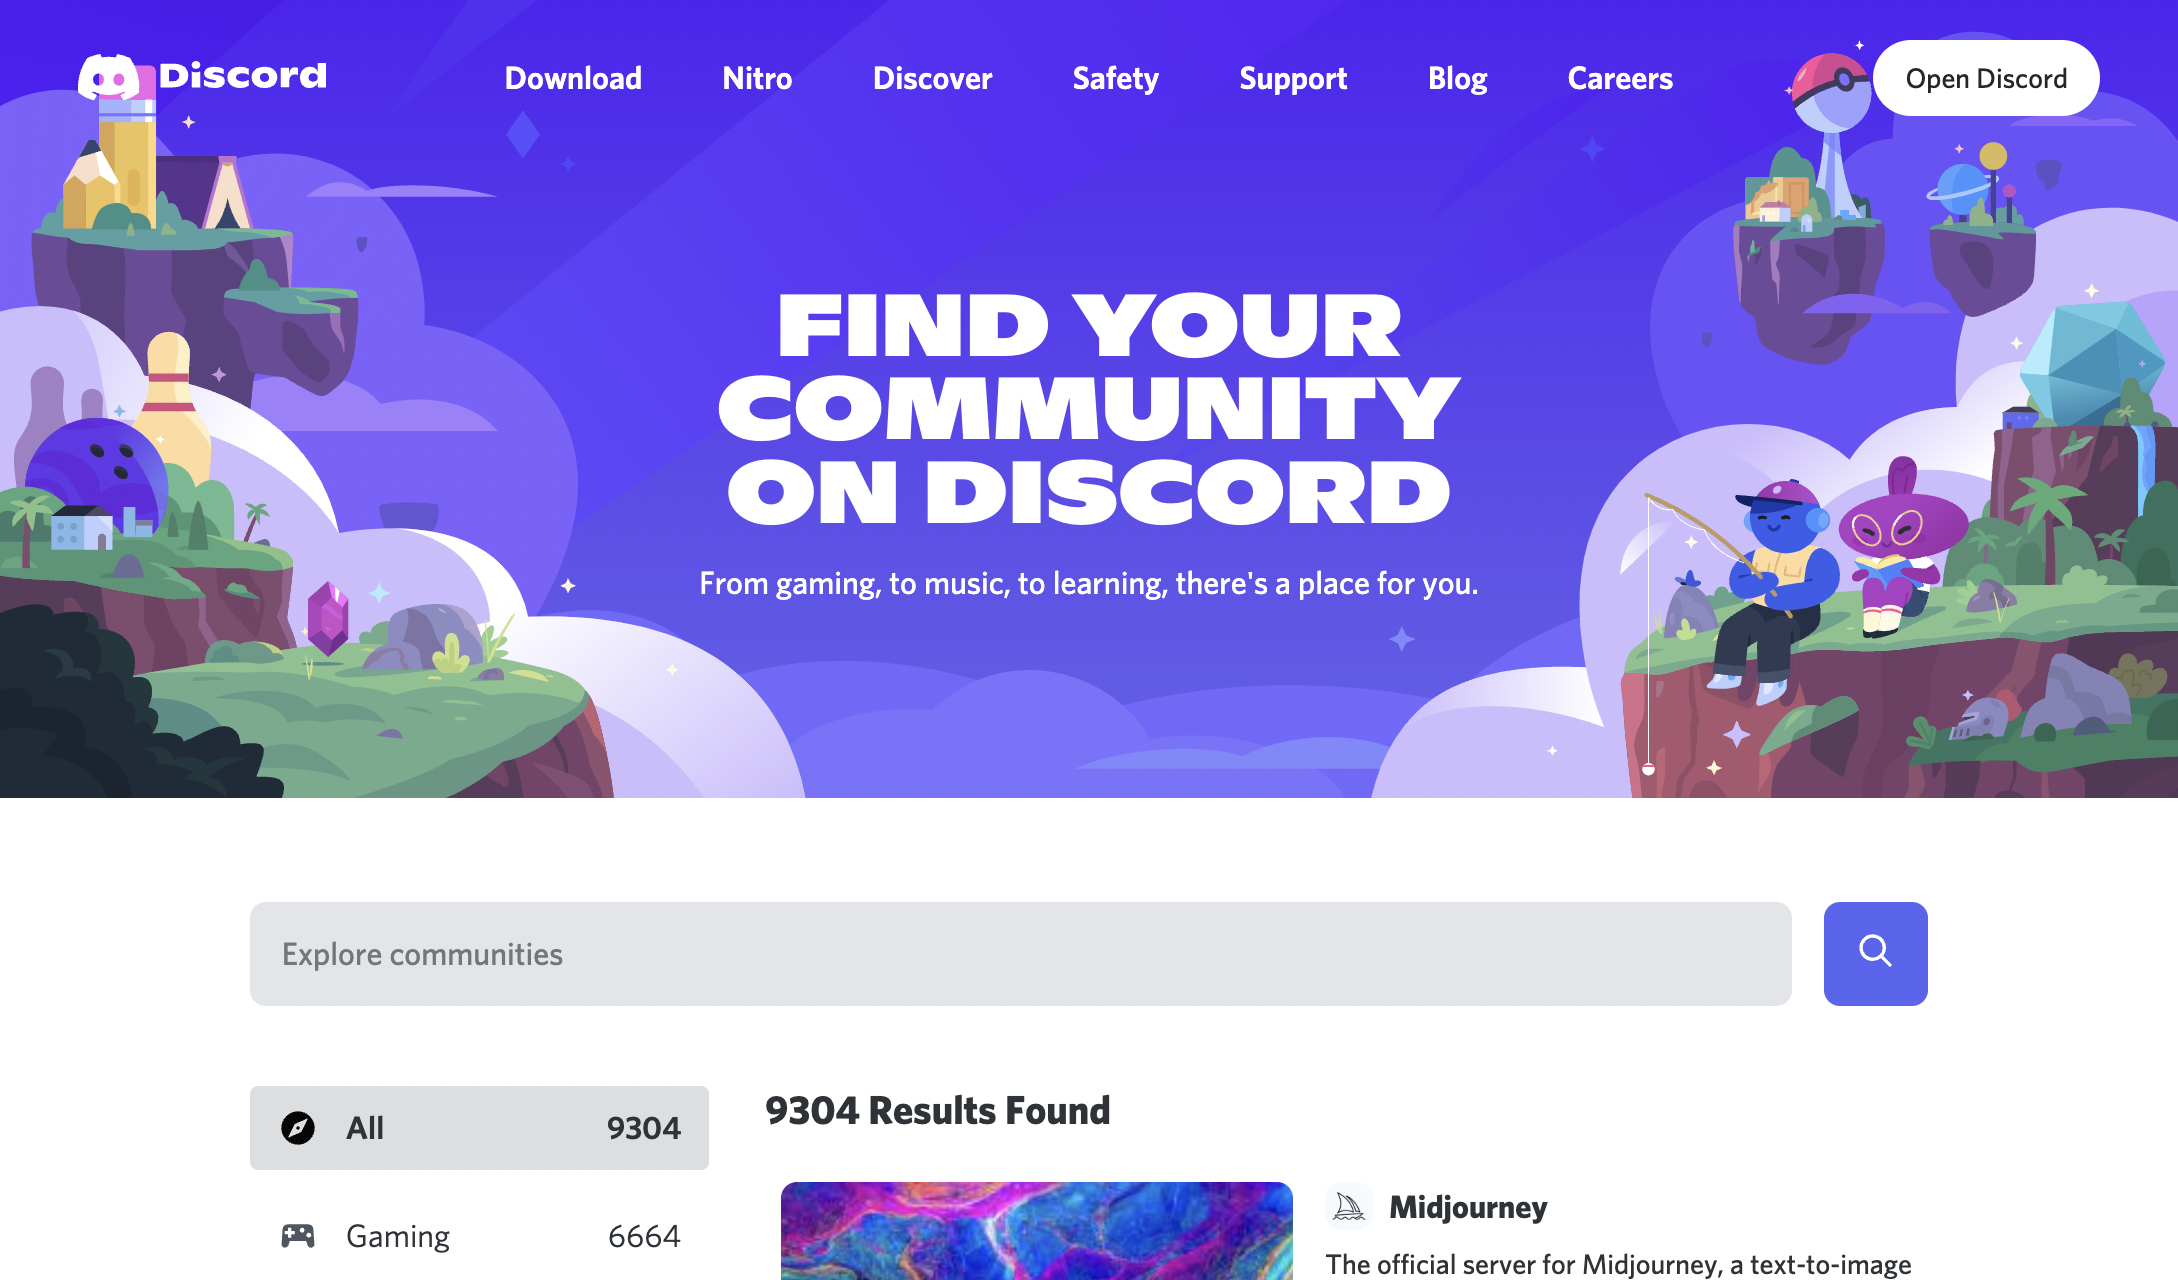 Discord
Download
Nitro
Discover
Safety
Support
Blog
Careers
Open Discord
FIND YOUR
COMMUNITY
ON DISCORD
From gaming, to music, to learning, there's a place for you.
Explore communities
All
9304
Gaming
6664
9304 Results Found
Midjourney
The official server for Midjourney, a text-to-image